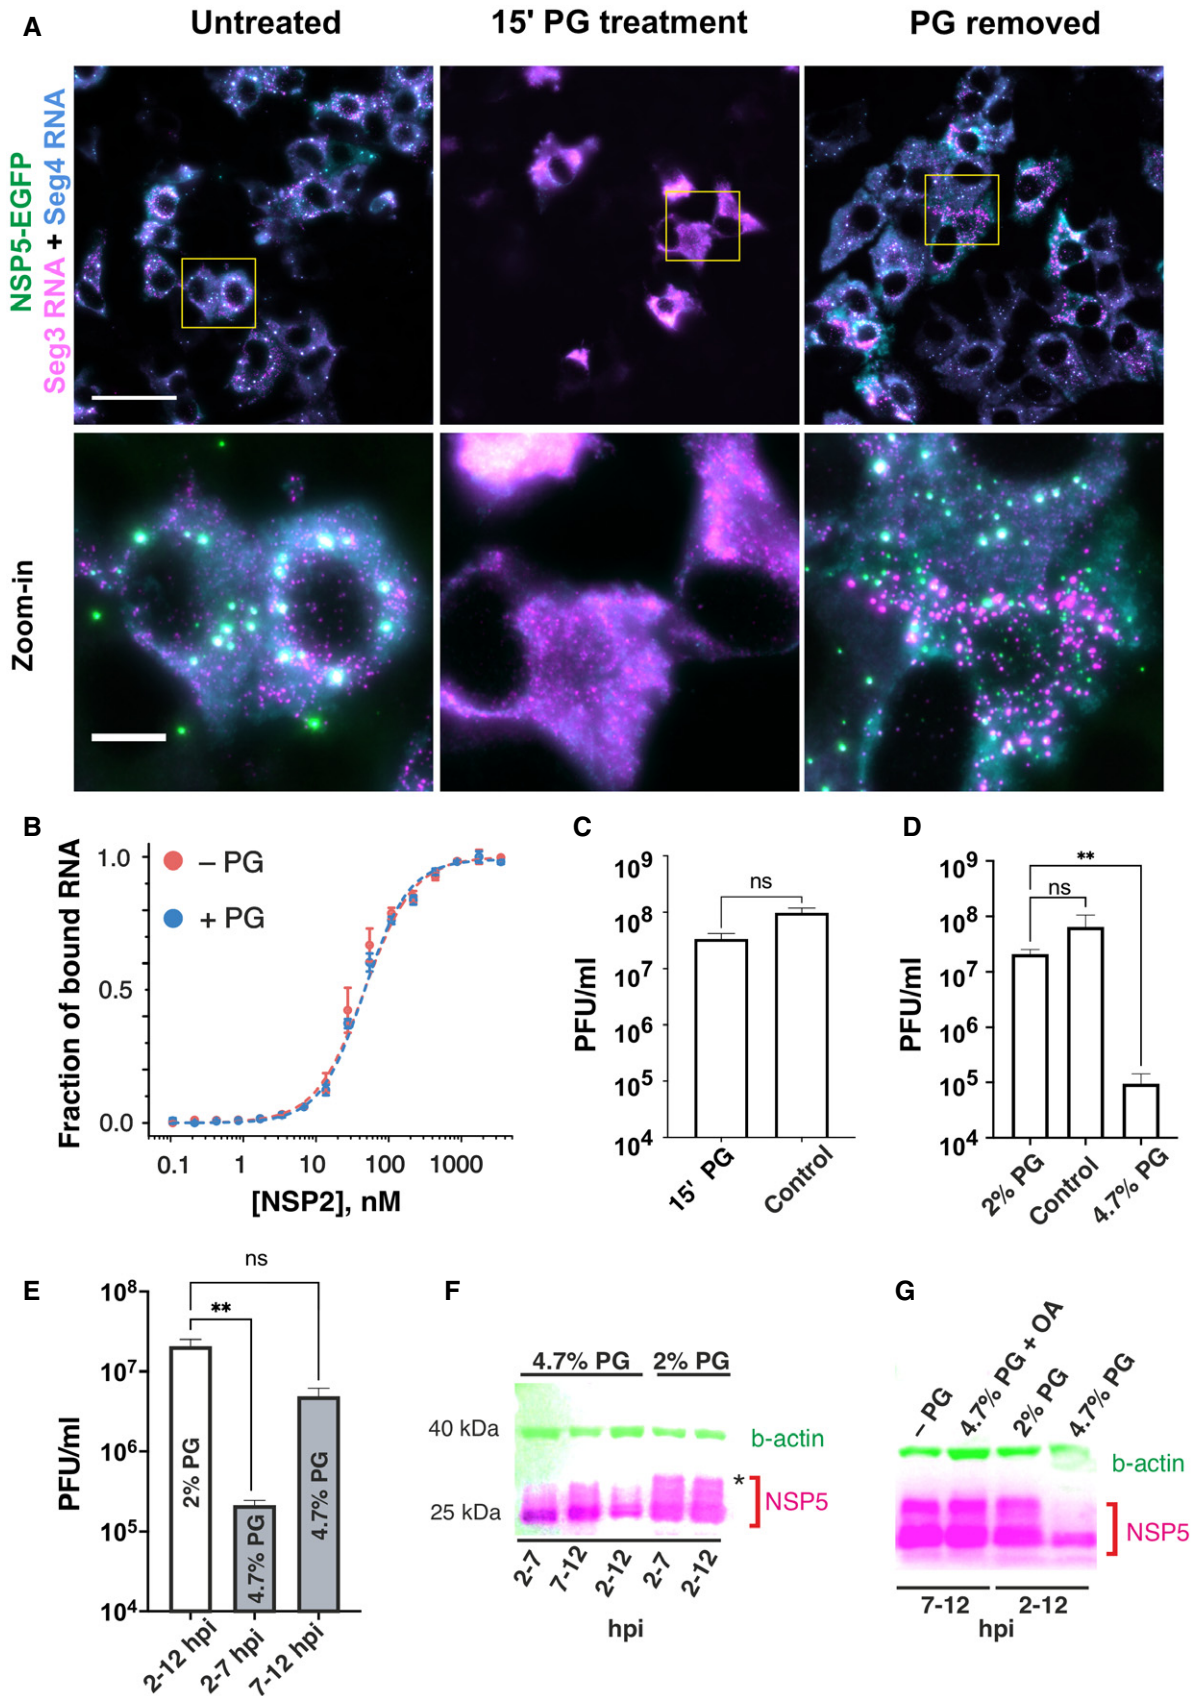 A
Untreated
15' PG treatment
PG removed
NSP5-EGFP
Seg3 RNA + Seg4 RNA
Zoom-in
B
– PG
+ PG
Fraction of bound RNA
1.0
0.5
0.0
0.1 1 10 100 1000
[NSP2], nM
C
PFU/ml
10⁹
10⁸
10⁷
10⁶
10⁵
10⁴
ns
15' PG
Control
D
PFU/ml
10⁹
10⁸
10⁷
10⁶
10⁵
10⁴
**
ns
2% PG
Control
4.7% PG
E
PFU/ml
10⁸
10⁷
10⁶
10⁵
10⁴
ns
**
2% PG
4.7% PG
4.7% PG
2-12 hpi
2-7 hpi
7-12 hpi
F
4.7% PG 2% PG
40 kDa
b-actin
*
NSP5
25 kDa
2-7
7-12
2-12
2-7
2-12
hpi
G
– PG
4.7% PG + OA
2% PG
4.7% PG
b-actin
NSP5
7-12 2-12
hpi